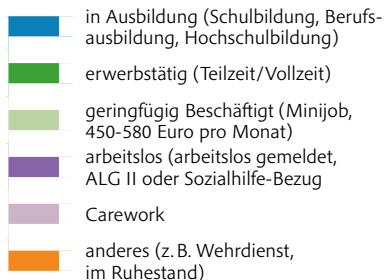 in Ausbildung (Schulbildung, Berufs-
ausbildung, Hochschulbildung)
erwerbstätig (Teilzeit/Vollzeit)
geringfügig Beschäftigt (Minijob,
450-580 Euro pro Monat)
arbeitslos (arbeitslos gemeldet,
ALG II oder Sozialhilfe-Bezug
Carework
anderes (z. B. Wehrdienst,
im Ruhestand)